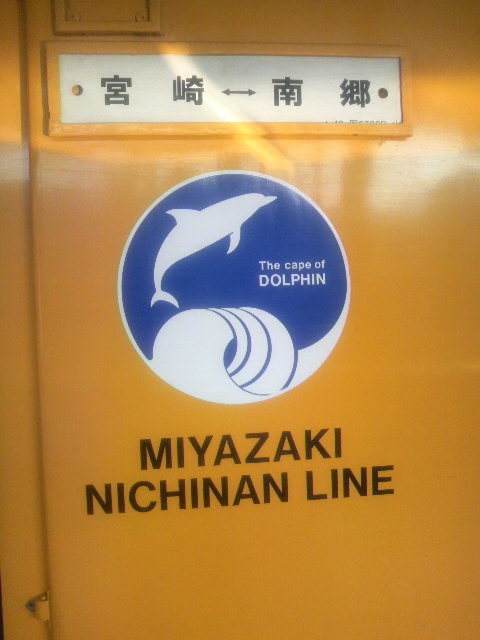 宮崎↔南郷
The cape of
DOLPHIN
MIYAZAKI
NICHINAN LINE